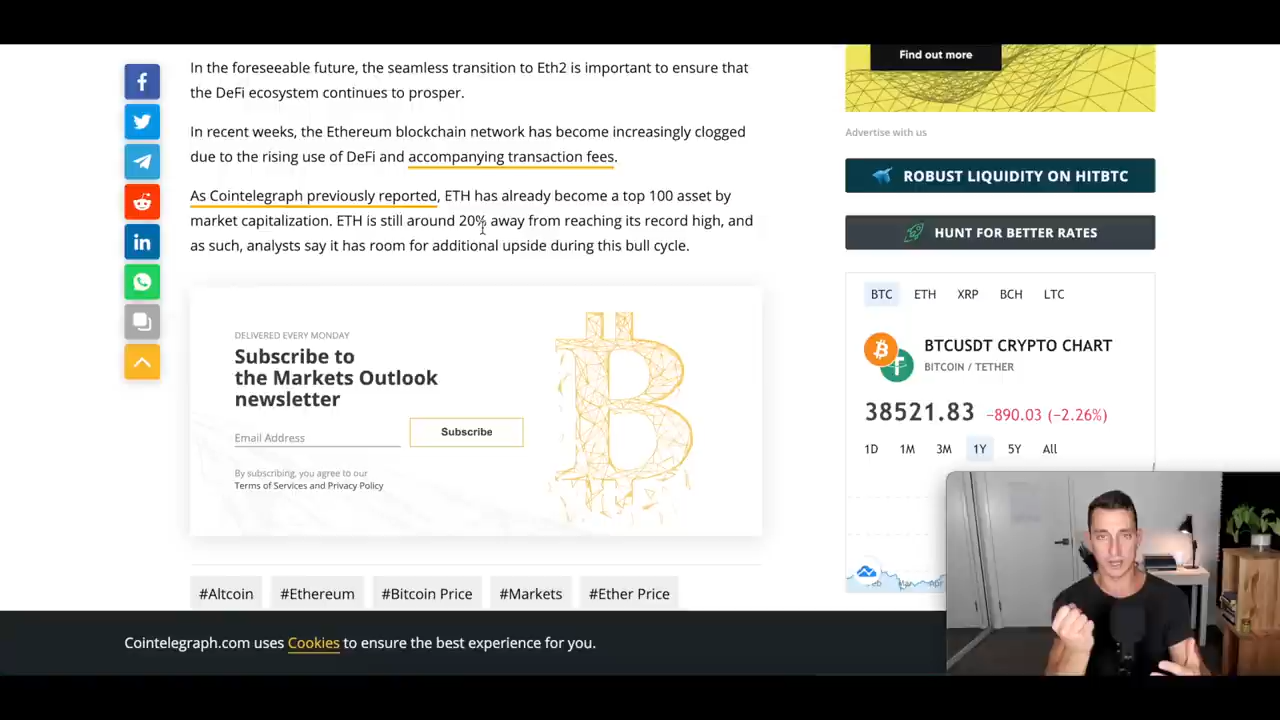 In the foreseeable future, the seamless transition to Eth2 is important to ensure that
the DeFi ecosystem continues to prosper.
In recent weeks, the Ethereum blockchain network has become increasingly clogged
due to the rising use of DeFi and accompanying transaction fees.
As Cointelegraph previously reported, ETH has already become a top 100 asset by
market capitalization. ETH is still around 20% away from reaching its record high, and
as such, analysts say it has room for additional upside during this bull cycle.
DELIVERED EVERY MONDAY
Subscribe to
the Markets Outlook
newsletter
Email Address
Subscribe
By subscribing, you agree to our
Terms of Services and Privacy Policy
#Altcoin #Ethereum #Bitcoin Price #Markets #Ether Price
Find out more
Advertise with us
ROBUST LIQUIDITY ON HITBTC
HUNT FOR BETTER RATES
BTC ETH XRP BCH LTC
BTCUSDT CRYPTO CHART
BITCOIN / TETHER
38521.83 −890.03 (−2.26%)
1D 1M 3M 1Y 5Y All
Cointelegraph.com uses Cookies to ensure the best experience for you.